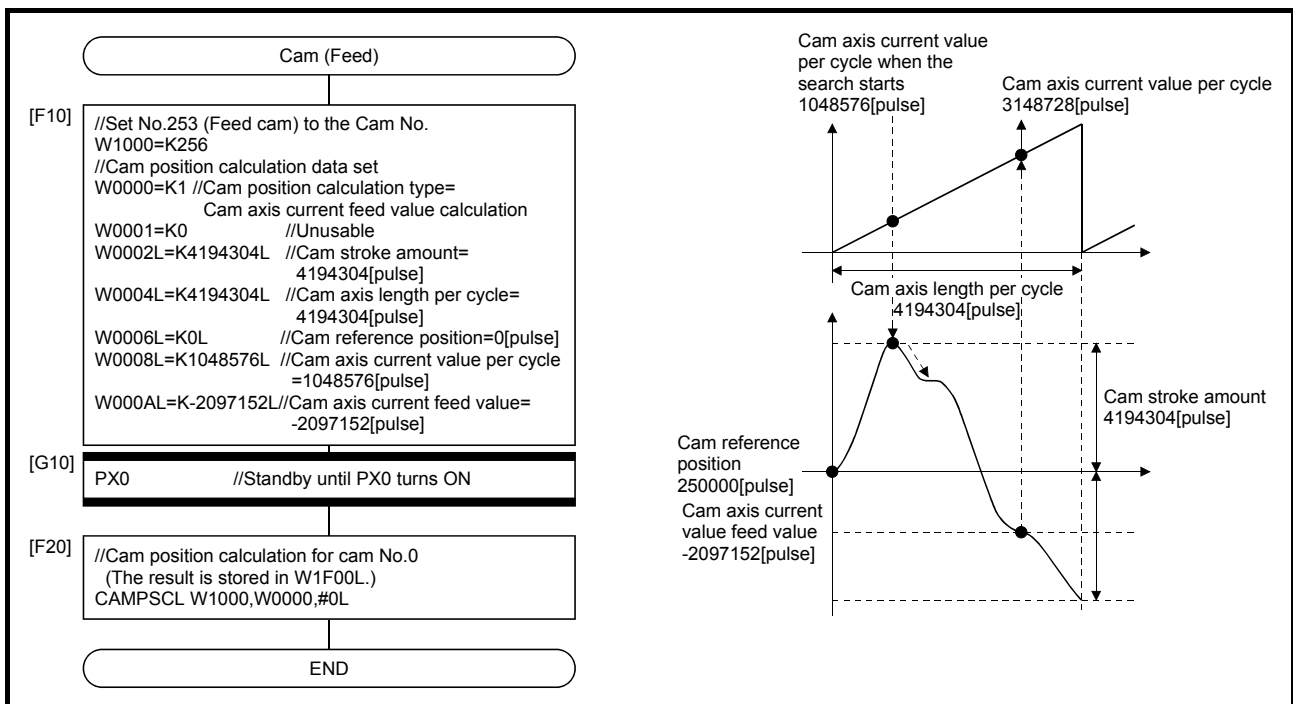 Cam (Feed)
[F10]
//Set No.253 (Feed cam) to the Cam No.
W1000=K256
//Cam position calculation data set
W0000=K1 //Cam position calculation type=
Cam axis current feed value calculation
W0001=K0 //Unusable
W0002L=K4194304L //Cam stroke amount=
4194304[pulse]
W0004L=K4194304L //Cam axis length per cycle=
4194304[pulse]
W0006L=K0L //Cam reference position=0[pulse]
W0008L=K1048576L //Cam axis current value per cycle
=1048576[pulse]
W000AL=K-2097152L//Cam axis current feed value=
-2097152[pulse]
[G10]
PX0 //Standby until PX0 turns ON
[F20]
//Cam position calculation for cam No.0
(The result is stored in W1F00L.)
CAMPSCL W1000,W0000,#0L
END
Cam axis current value
per cycle when the
search starts
1048576[pulse]
Cam axis current value per cycle
3148728[pulse]
Cam axis length per cycle
4194304[pulse]
Cam stroke amount
4194304[pulse]
Cam reference
position
250000[pulse]
Cam axis current
value feed value
-2097152[pulse]